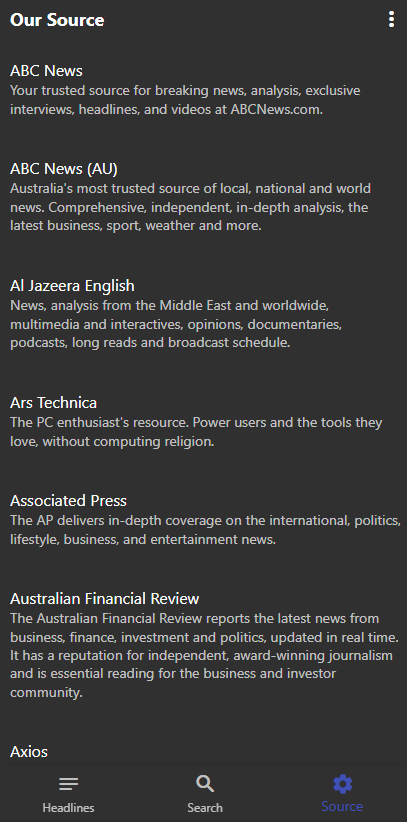 Our Source
ABC News
Your trusted source for breaking news, analysis, exclusive
interviews, headlines, and videos at ABCNews.com.
ABC News (AU)
Australia's most trusted source of local, national and world
news. Comprehensive, independent, in-depth analysis, the
latest business, sport, weather and more.
Al Jazeera English
News, analysis from the Middle East and worldwide,
multimedia and interactives, opinions, documentaries,
podcasts, long reads and broadcast schedule.
Ars Technica
The PC enthusiast's resource. Power users and the tools they
love, without computing religion.
Associated Press
The AP delivers in-depth coverage on the international, politics,
lifestyle, business, and entertainment news.
Australian Financial Review
The Australian Financial Review reports the latest news from
business, finance, investment and politics, updated in real time.
It has a reputation for independent, award-winning journalism
and is essential reading for the business and investor
community.
Axios
Headlines Search Source